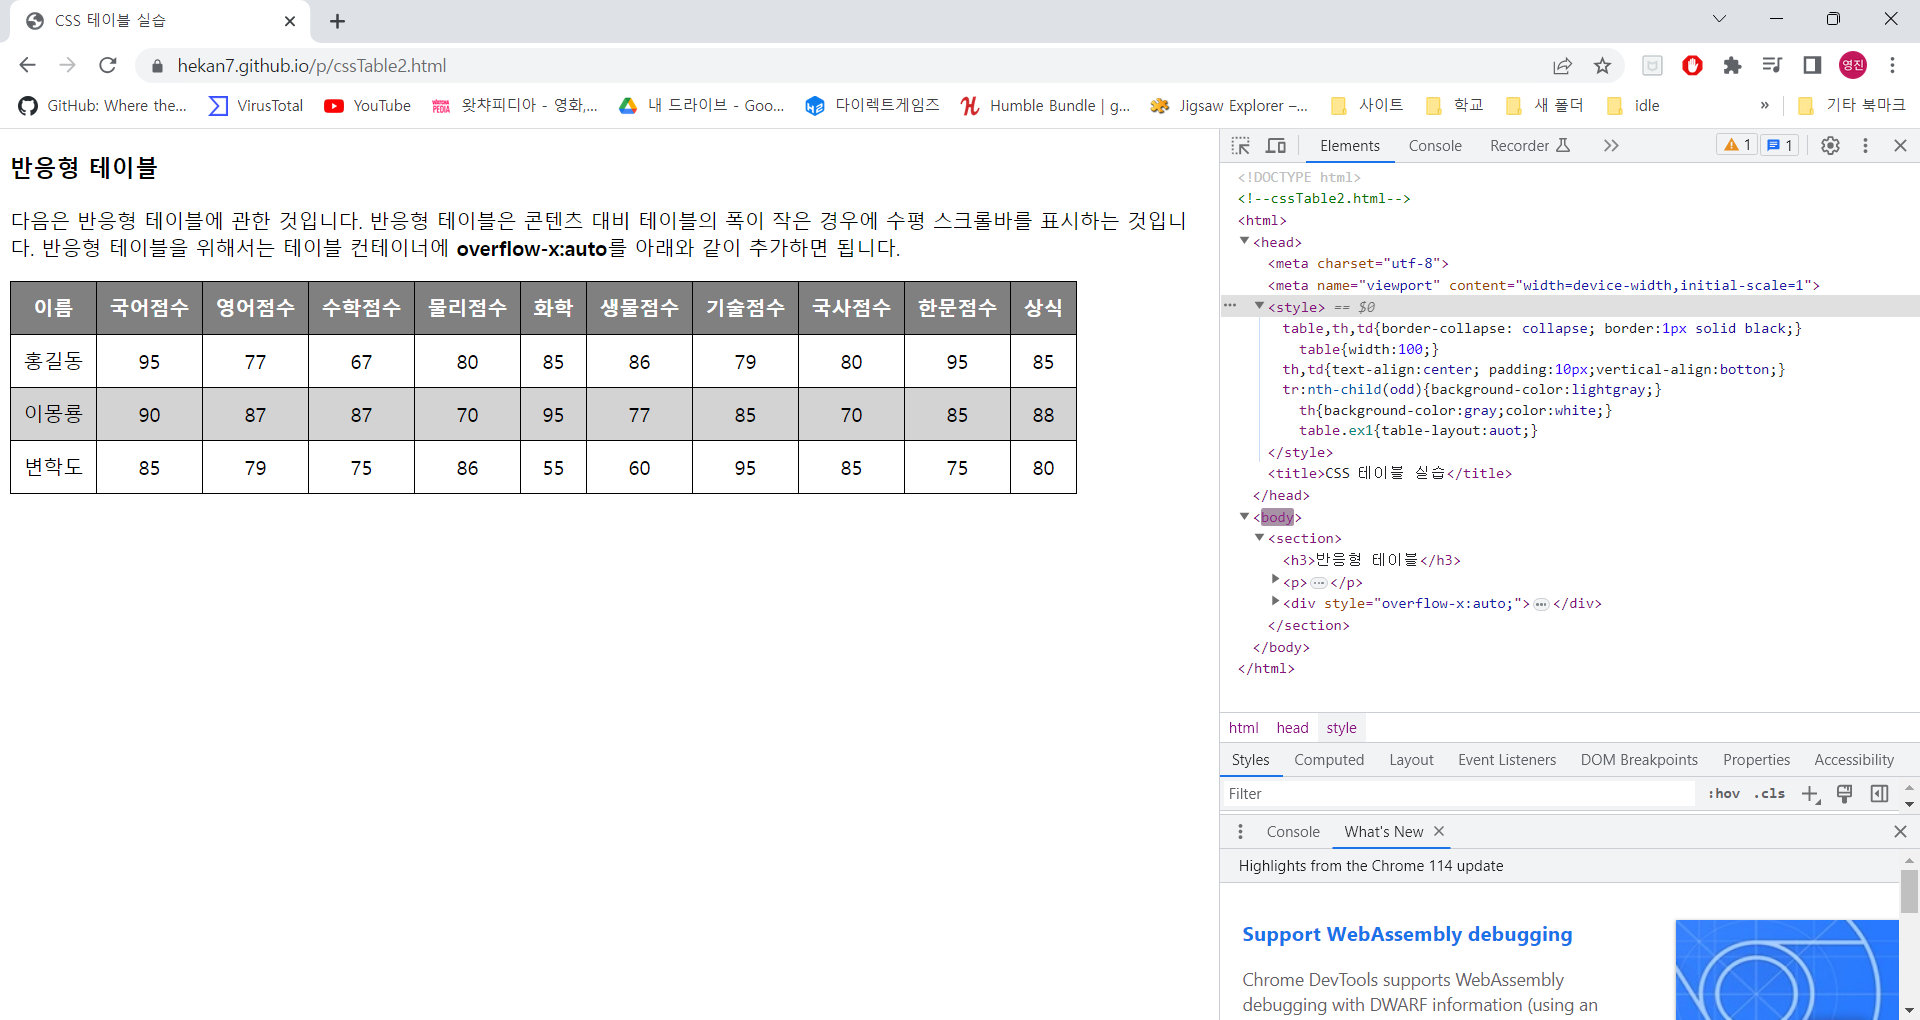 CSS 테이블 실습
hekan7.github.io/p/cssTable2.html
영진
GitHub: Where the...
VirusTotal
YouTube
왓챠피디아 - 영화,...
내 드라이브 - Goo...
다이렉트게임즈
Humble Bundle | g...
Jigsaw Explorer –...
사이트
학교
새 폴더
idle
»
기타 북마크
반응형 테이블
다음은 반응형 테이블에 관한 것입니다. 반응형 테이블은 콘텐츠 대비 테이블의 폭이 작은 경우에 수평 스크롤바를 표시하는 것입니
다. 반응형 테이블을 위해서는 테이블 컨테이너에 overflow-x:auto를 아래와 같이 추가하면 됩니다.
이름 국어점수 영어점수 수학점수 물리점수 화학 생물점수 기술점수 국사점수 한문점수 상식
홍길동 95 77 67 80 85 86 79 80 95 85
이몽룡 90 87 87 70 95 77 85 70 85 88
변학도 85 79 75 86 55 60 95 85 75 80
Elements Console Recorder 1 1
<!DOCTYPE html>
<!--cssTable2.html-->
<html>
<head>
<meta charset="utf-8">
<meta name="viewport" content="width=device-width,initial-scale=1">
<style> == $0
table,th,td{border-collapse: collapse; border:1px solid black;}
table{width:100;}
th,td{text-align:center; padding:10px;vertical-align:botton;}
tr:nth-child(odd){background-color:lightgray;}
th{background-color:gray;color:white;}
table.ex1{table-layout:auot;}
</style>
<title>CSS 테이블 실습</title>
</head>
<body>
<section>
<h3>반응형 테이블</h3>
<p>…</p>
<div style="overflow-x:auto;">…</div>
</section>
</body>
</html>
html head style
Styles Computed Layout Event Listeners DOM Breakpoints Properties Accessibility
Filter :hov .cls
Console What's New
Highlights from the Chrome 114 update
Support WebAssembly debugging
Chrome DevTools supports WebAssembly
debugging with DWARF information (using an